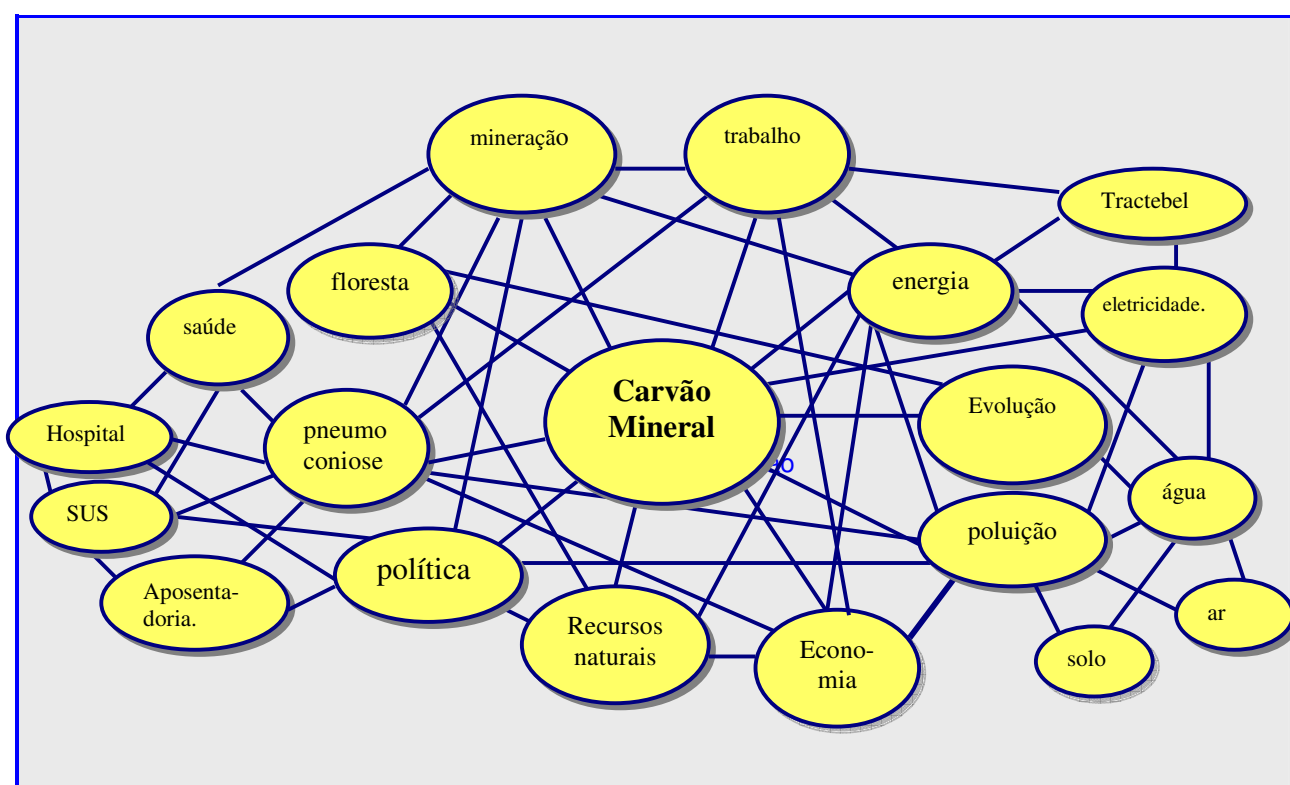 mineração
trabalho
Tractebel
floresta
energia
eletricidade.
saúde
Carvão
Mineral
Evolução
Hospital
pneumo
coniose
água
SUS
poluição
política
Aposenta-
doria.
Recursos
naturais
Econo-
mia
ar
solo